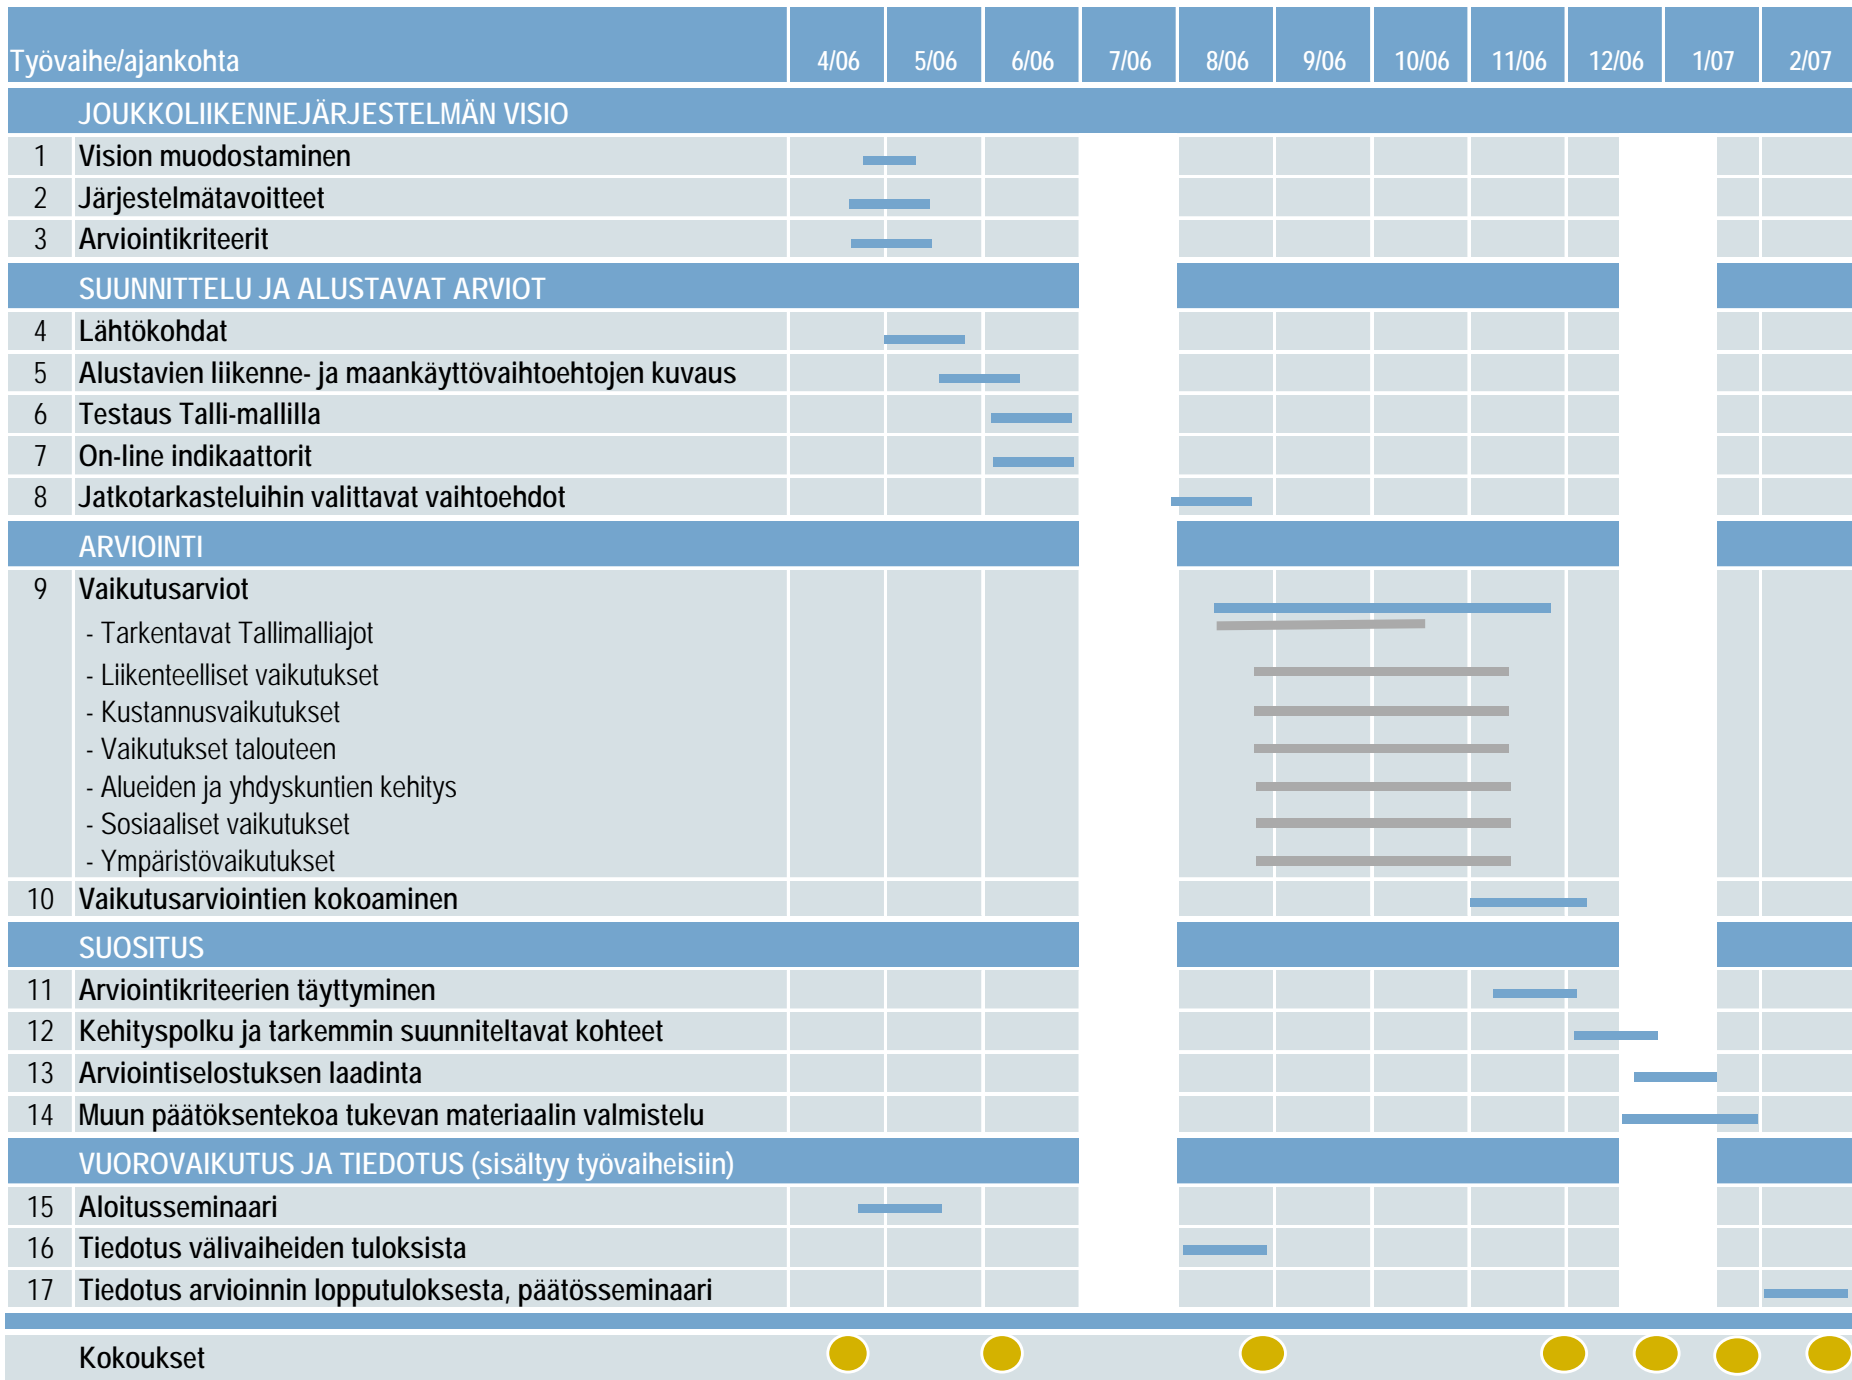 Työvaihe/ajankohta 4/06 5/06 6/06 7/06 8/06 9/06 10/06 11/06 12/06 1/07 2/07
JOUKKOLIIKENNEJÄRJESTELMÄN VISIO
1 Vision muodostaminen
2 Järjestelmätavoitteet
3 Arviointikriteerit
SUUNNITTELU JA ALUSTAVAT ARVIOT
4 Lähtökohdat
5 Alustavien liikenne- ja maankäyttövaihtoehtojen kuvaus
6 Testaus Talli-mallilla
7 On-line indikaattorit
8 Jatkotarkasteluihin valittavat vaihtoehdot
ARVIOINTI
9 Vaikutusarviot
- Tarkentavat Tallimalliajot
- Liikenteelliset vaikutukset
- Kustannusvaikutukset
- Vaikutukset talouteen
- Alueiden ja yhdyskuntien kehitys
- Sosiaaliset vaikutukset
- Ympäristövaikutukset
10 Vaikutusarviointien kokoaminen
SUOSITUS
11 Arviointikriteerien täyttyminen
12 Kehityspolku ja tarkemmin suunniteltavat kohteet
13 Arviointiselostuksen laadinta
14 Muun päätöksentekoa tukevan materiaalin valmistelu
VUOROVAIKUTUS JA TIEDOTUS (sisältyy työvaiheisiin)
15 Aloitusseminaari
16 Tiedotus välivaiheiden tuloksista
17 Tiedotus arvioinnin lopputuloksesta, päätösseminaari
Kokoukset